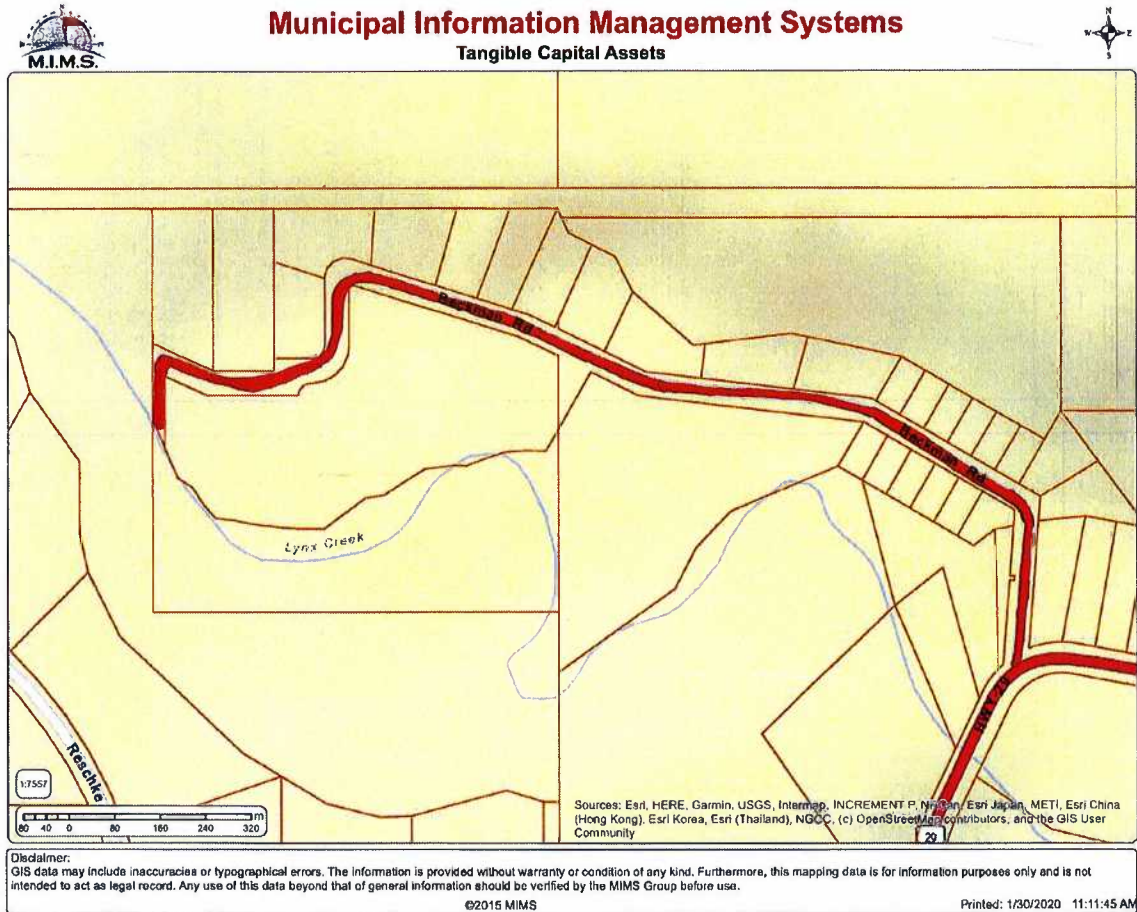 Municipal Information Management Systems
Tangible Capital Assets
M.I.M.S.
N
W E
S
Beckman Rd
Beckman Rd
Lynx Creek
HWY 29
Reschke
1:7557
80 40 0 80 160 240 320 m
29
Sources: Esri, HERE, Garmin, USGS, Intermap, INCREMENT P, NRCan, Esri Japan, METI, Esri China
(Hong Kong), Esri Korea, Esri (Thailand), NGCC, (c) OpenStreetMap contributors, and the GIS User
Community
Disclaimer:
GIS data may include inaccuracies or typographical errors. The information is provided without warranty or condition of any kind. Furthermore, this mapping data is for information purposes only and is not
intended to act as legal record. Any use of this data beyond that of general information should be verified by the MIMS Group before use.
©2015 MIMS
Printed: 1/30/2020 11:11:45 AM